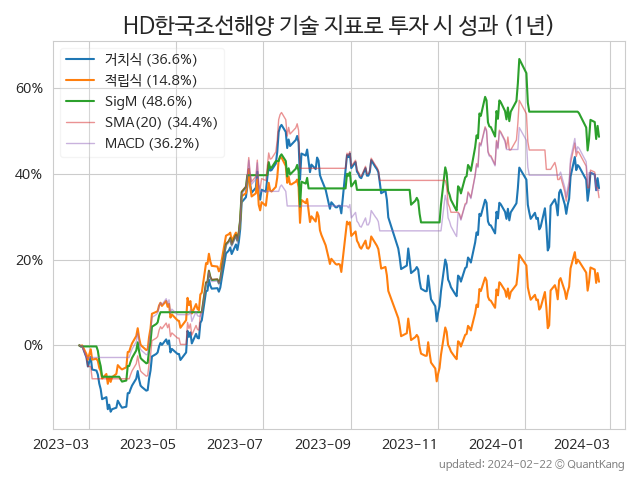 HD한국조선해양 기술 지표로 투자 시 성과 (1년)
거치식 (36.6%)
적립식 (14.8%)
SigM (48.6%)
SMA(20) (34.4%)
MACD (36.2%)
60%
40%
20%
0%
2023-03 2023-05 2023-07 2023-09 2023-11 2024-01 2024-03
updated: 2024-02-22 © QuantKang